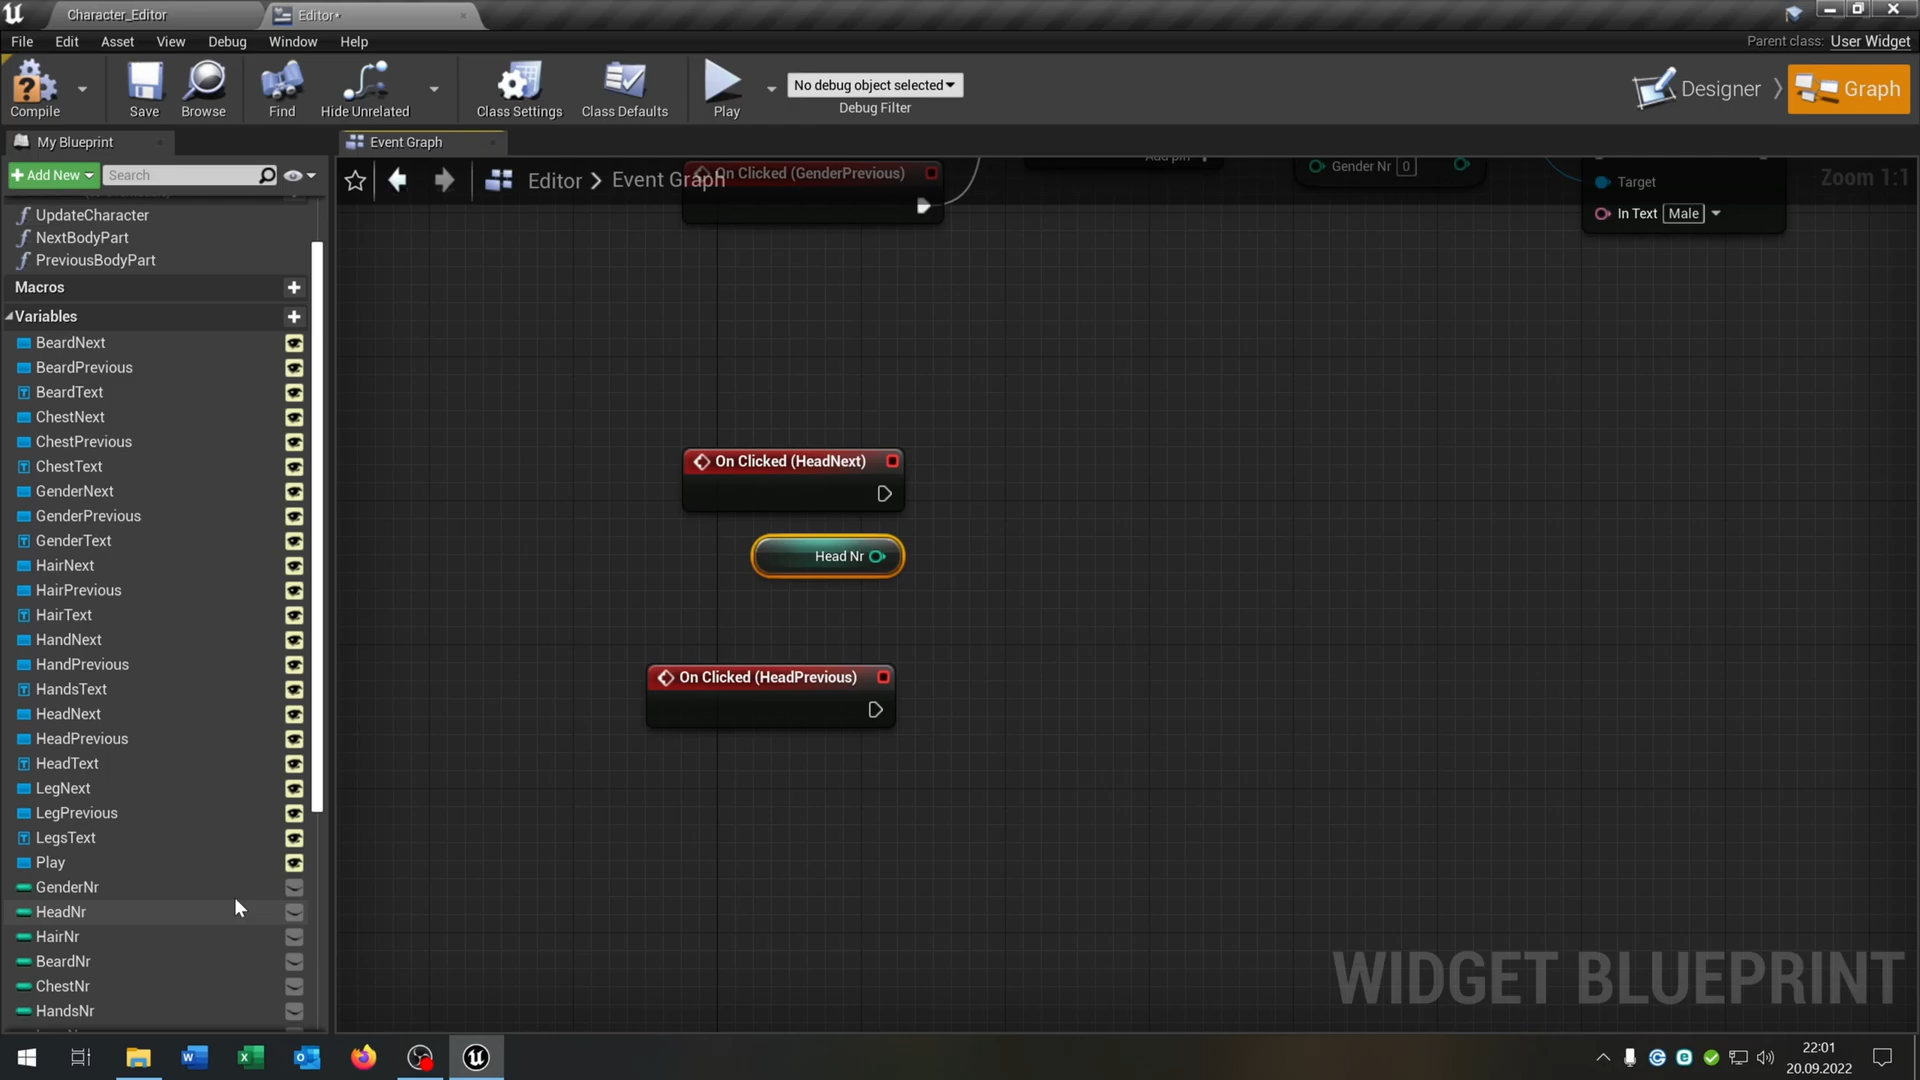 Character_Editor
Editor*
File Edit Asset View Debug Window Help
Parent class: User Widget
Compile
Save
Browse
Find
Hide Unrelated
Class Settings
Class Defaults
Play
No debug object selected
Debug Filter
Designer
Graph
My Blueprint
Event Graph
Add New
Search
Editor > Event Graph
Zoom 1:1
UpdateCharacter
NextBodyPart
PreviousBodyPart
Macros
Variables
BeardNext
BeardPrevious
BeardText
ChestNext
ChestPrevious
ChestText
GenderNext
GenderPrevious
GenderText
HairNext
HairPrevious
HairText
HandNext
HandPrevious
HandsText
HeadNext
HeadPrevious
HeadText
LegNext
LegPrevious
LegsText
Play
GenderNr
HeadNr
HairNr
BeardNr
ChestNr
HandsNr
On Clicked (GenderPrevious)
Add pin
Gender Nr 0
Target
In Text Male
On Clicked (HeadNext)
Head Nr
On Clicked (HeadPrevious)
WIDGET BLUEPRINT
22:01
20.09.2022